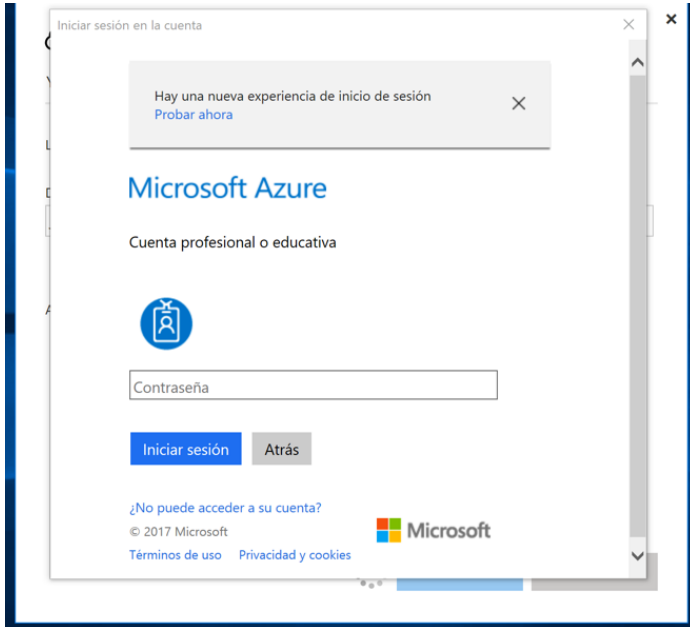 Iniciar sesión en la cuenta
Hay una nueva experiencia de inicio de sesión
Probar ahora
Microsoft Azure
Cuenta profesional o educativa
Contraseña
Iniciar sesión Atrás
¿No puede acceder a su cuenta?
© 2017 Microsoft
Microsoft
Términos de uso Privacidad y cookies